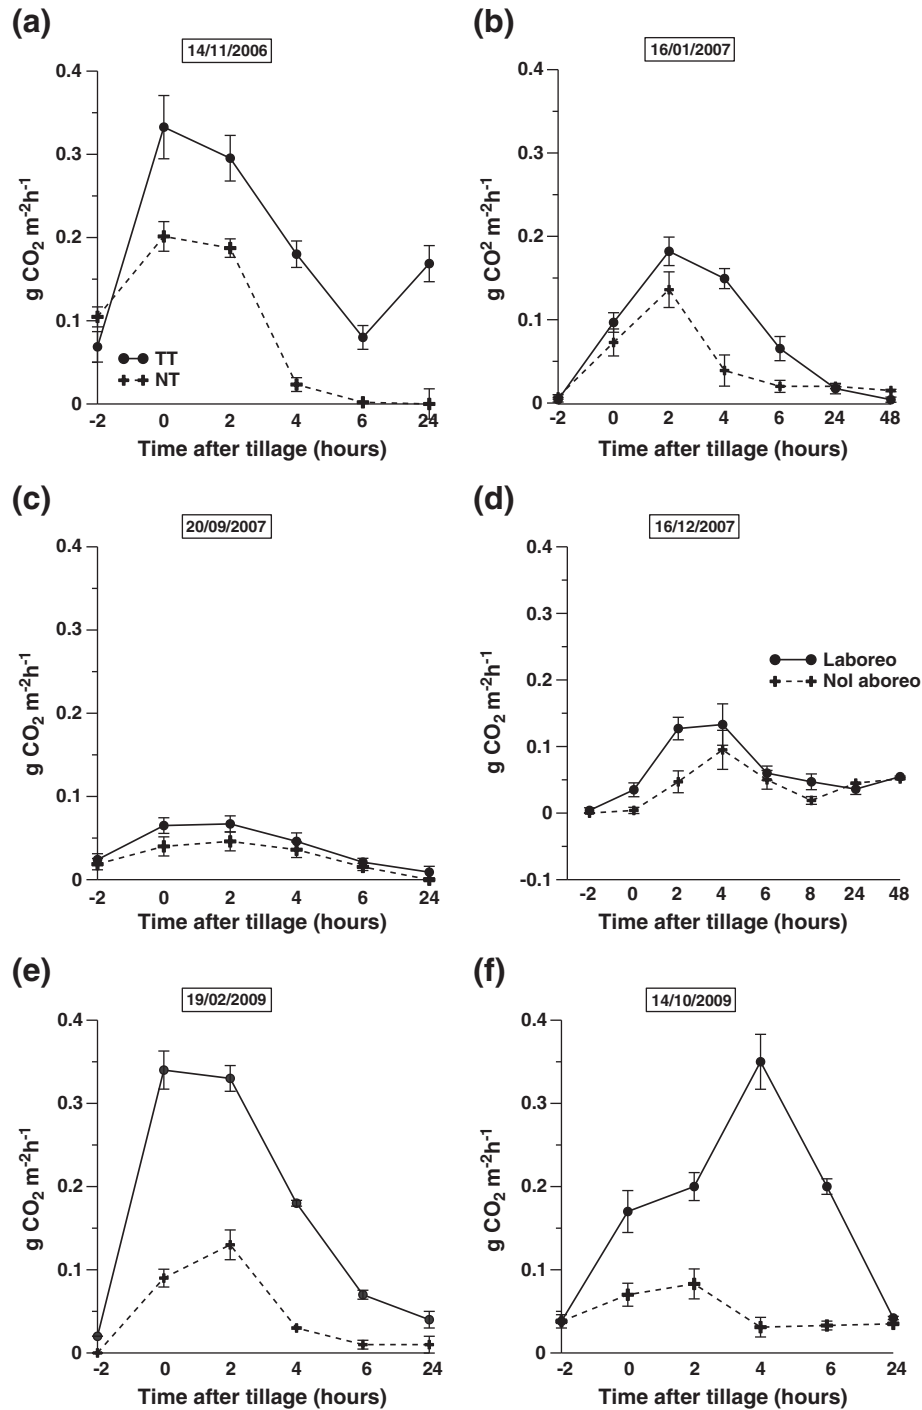 (a)
14/11/2006
0.4
0.3
0.2
0.1
0
g CO2 m-2h-1
TT
NT
-2 0 2 4 6 24
Time after tillage (hours)
(b)
16/01/2007
0.4
0.3
0.2
0.1
0
g CO2 m-2h-1
-2 0 2 4 6 24 48
Time after tillage (hours)
(c)
20/09/2007
0.4
0.3
0.2
0.1
0
g CO2 m-2h-1
-2 0 2 4 6 24
Time after tillage (hours)
(d)
16/12/2007
0.4
0.3
0.2
0.1
0
-0.1
g CO2 m-2h-1
Laboreo
Nol aboreo
-2 0 2 4 6 8 24 48
Time after tillage (hours)
(e)
19/02/2009
0.4
0.3
0.2
0.1
0
g CO2 m-2h-1
-2 0 2 4 6 24
Time after tillage (hours)
(f)
14/10/2009
0.4
0.3
0.2
0.1
0
g CO2 m-2h-1
-2 0 2 4 6 24
Time after tillage (hours)